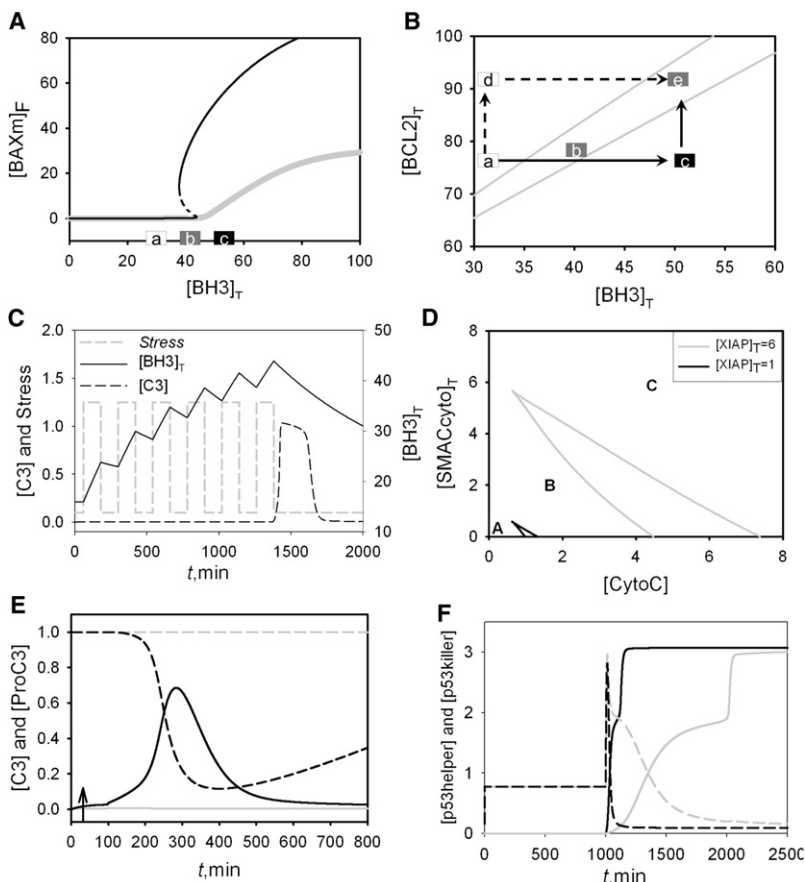 A
80
60
40
20
0
[BAXm]F
a b c
0 20 40 60 80 100
[BH3]T
B
100
90
80
70
60
[BCL2]T
d
e
b
a
c
30 35 40 45 50 55 60
[BH3]T
C
2.0
1.5
1.0
0.5
0.0
[C3] and Stress
Stress
[BH3]T
[C3]
50
40
30
20
10
[BH3]T
0 500 1000 1500 2000
t,min
D
8
6
4
2
0
[SMACcyto]T
[XIAP]T=6
[XIAP]T=1
C
B
A
0 2 4 6 8
[CytoC]
E
1.0
0.8
0.6
0.4
0.2
0.0
[C3] and [ProC3]
0 100 200 300 400 500 600 700 800
t,min
F
3
2
1
0
[p53helper] and [p53killer]
0 500 1000 1500 2000 2500
t,min